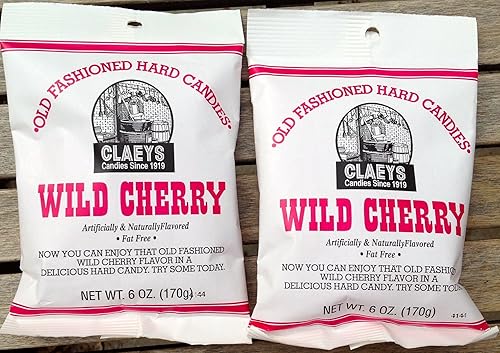 •OLD FASHIONED HARD CANDIES•
CLAEYS
Candies Since 1919
WILD CHERRY
Artificially & Naturally Flavored
• Fat Free •
NOW YOU CAN ENJOY THAT OLD FASHIONED
WILD CHERRY FLAVOR IN A
DELICIOUS HARD CANDY. TRY SOME TODAY.
NET WT. 6 OZ. (170g)
•OLD FASHIONED HARD CANDIES•
CLAEYS
Candies Since 1919
WILD CHERRY
Artificially & Naturally Flavored
• Fat Free •
NOW YOU CAN ENJOY THAT OLD FASHIO
WILD CHERRY FLAVOR IN A
DELICIOUS HARD CANDY. TRY SOME TODAY.
NET WT. 6 OZ. (170g)